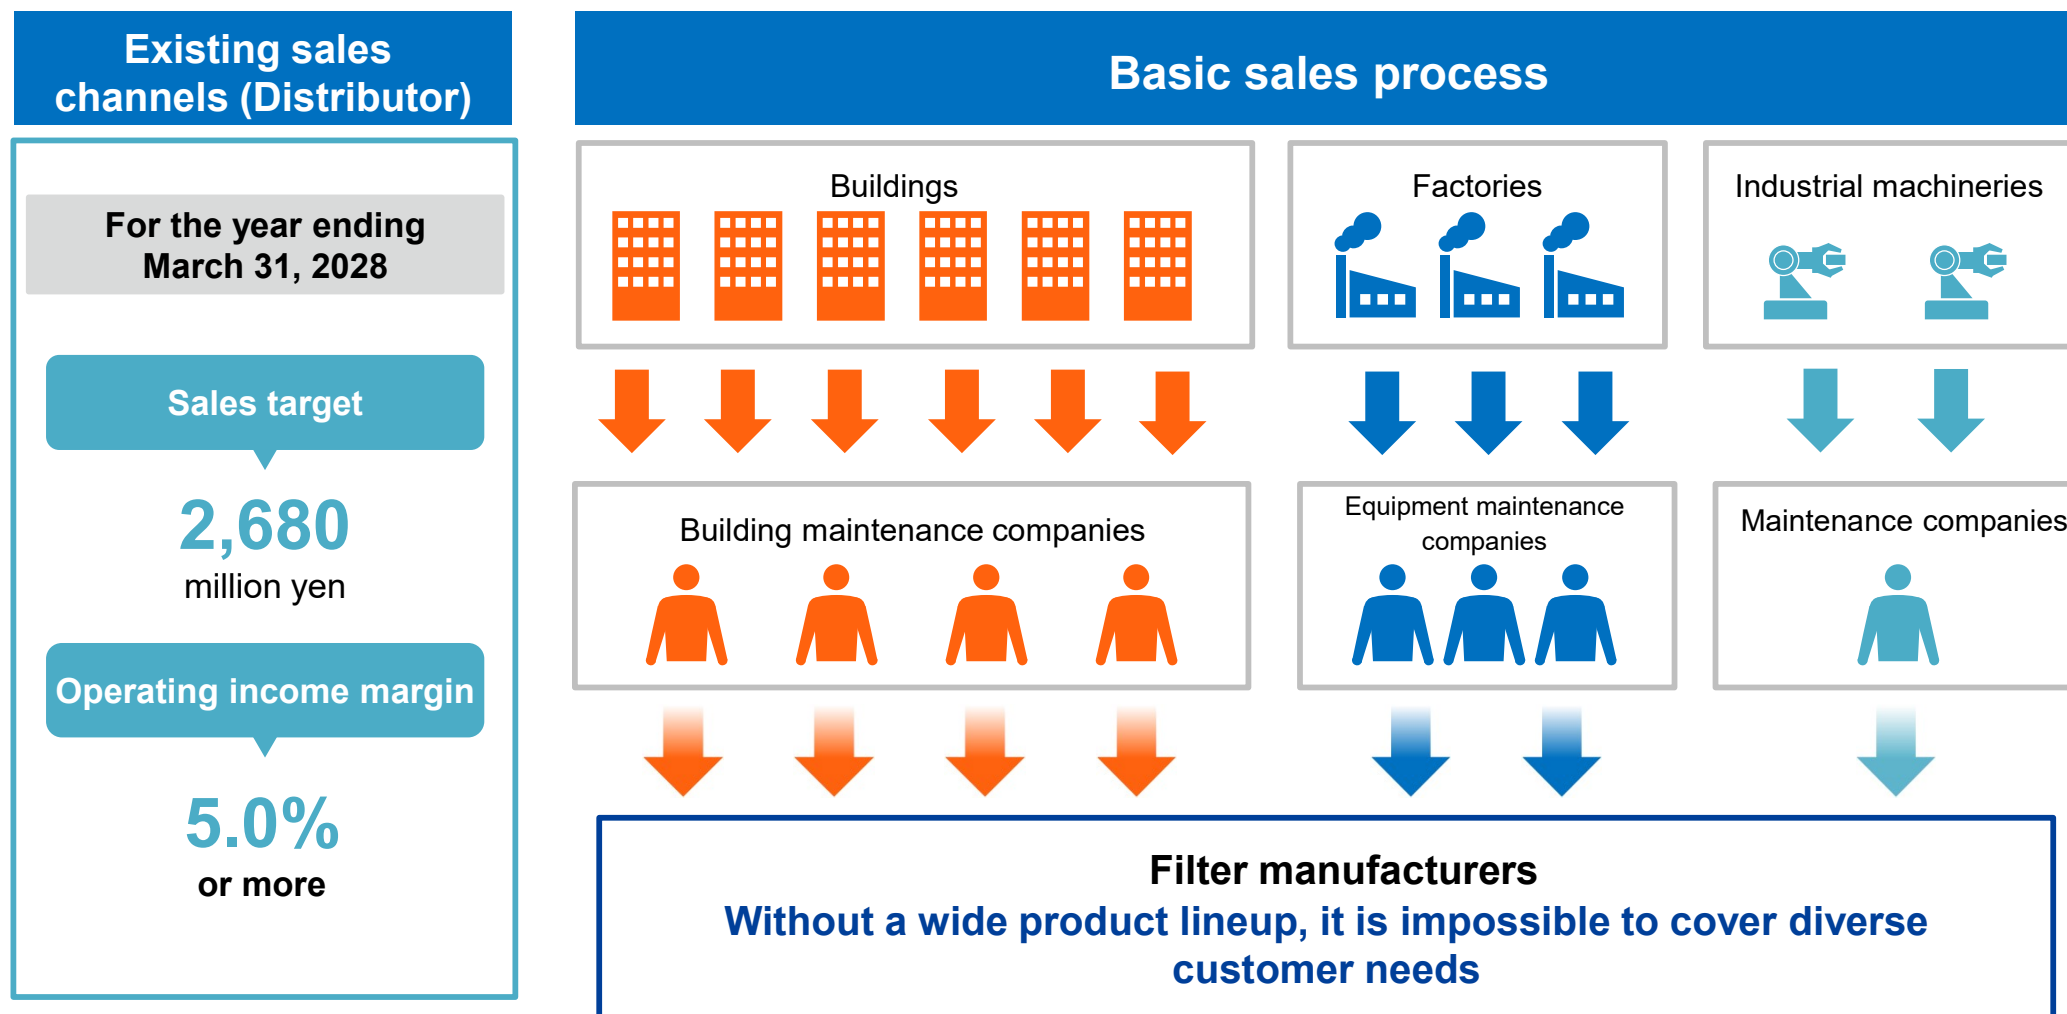 Existing sales
channels (Distributor)
For the year ending
March 31, 2028
Sales target
2,680
million yen
Operating income margin
5.0%
or more
Basic sales process
Buildings
Factories
Industrial machineries
Building maintenance companies
Equipment maintenance
companies
Maintenance companies
Filter manufacturers
Without a wide product lineup, it is impossible to cover diverse
customer needs